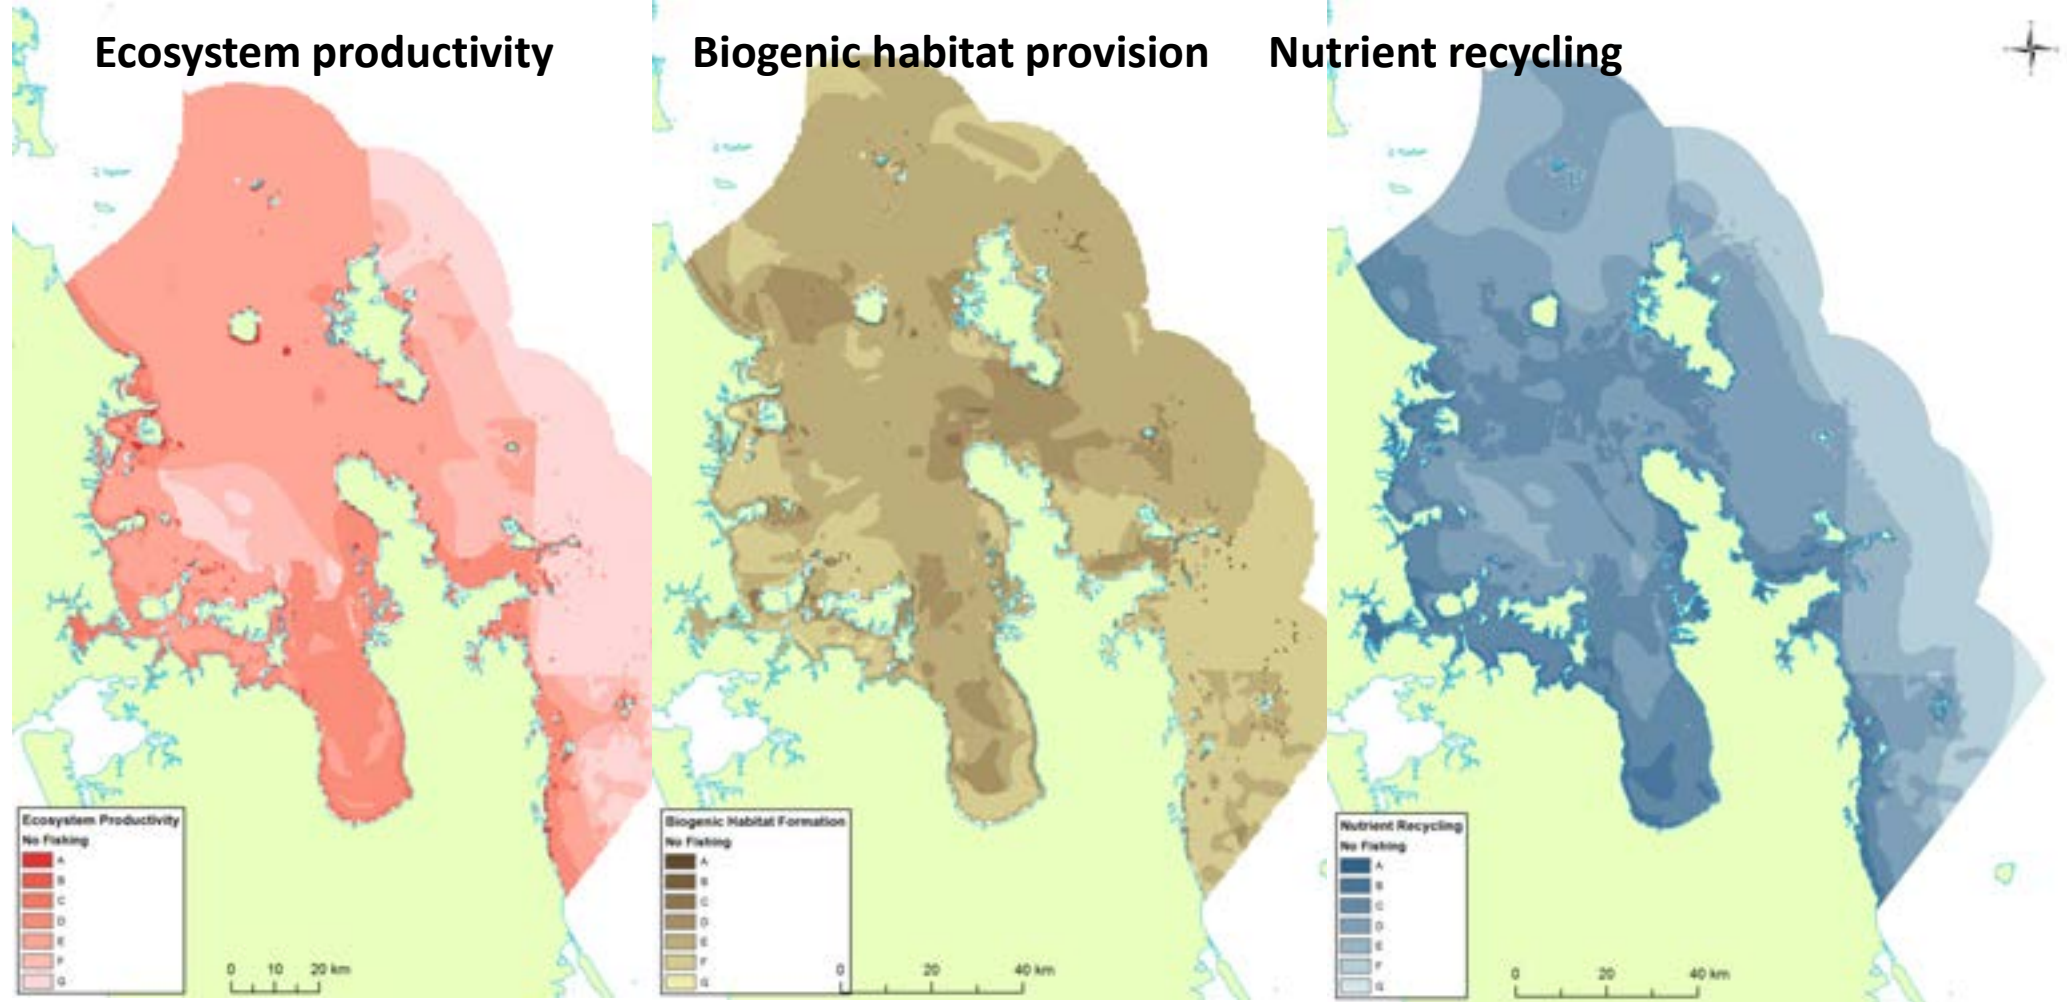 Ecosystem productivity
Biogenic habitat provision
Nutrient recycling
Ecosystem Productivity
No Fishing
A
B
C
D
E
F
G
0 10 20 km
Biogenic Habitat Formation
No Fishing
A
B
C
D
E
F
G
0 20 40 km
Nutrient Recycling
No Fishing
A
B
C
D
E
F
G
0 20 40 km